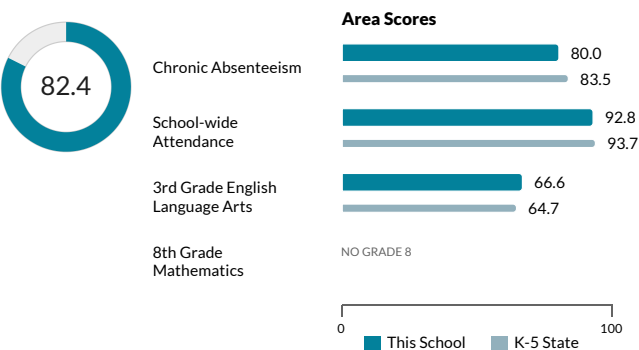 Area Scores
82.4
Chronic Absenteeism
80.0
83.5
School-wide
Attendance
92.8
93.7
3rd Grade English
Language Arts
66.6
64.7
8th Grade
Mathematics
NO GRADE 8
0
100
This School
K-5 State